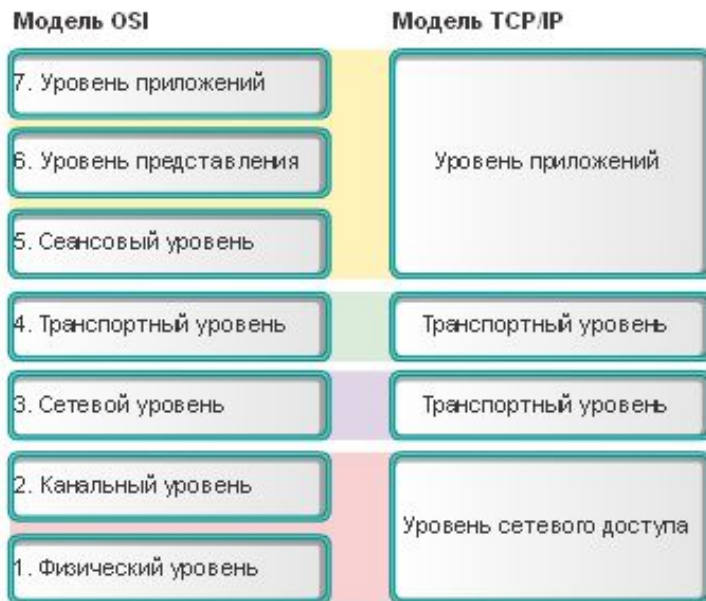 Модель OSI
Модель TCP/IP
7. Уровень приложений
6. Уровень представления
5. Сеансовый уровень
Уровень приложений
4. Транспортный уровень
Транспортный уровень
3. Сетевой уровень
Транспортный уровень
2. Канальный уровень
1. Физический уровень
Уровень сетевого доступа